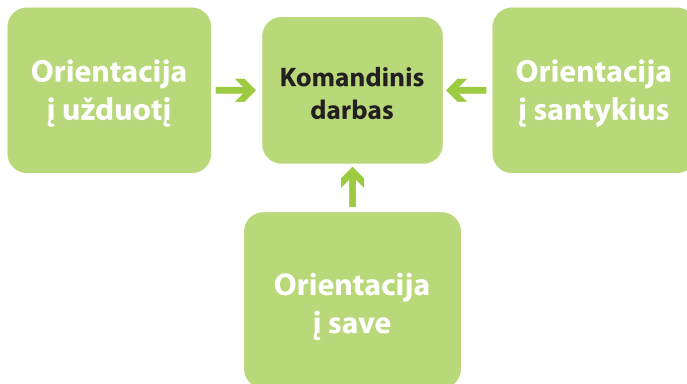 Orientacija
į užduotį
Komandinis
darbas
Orientacija
į santykius
Orientacija
į save